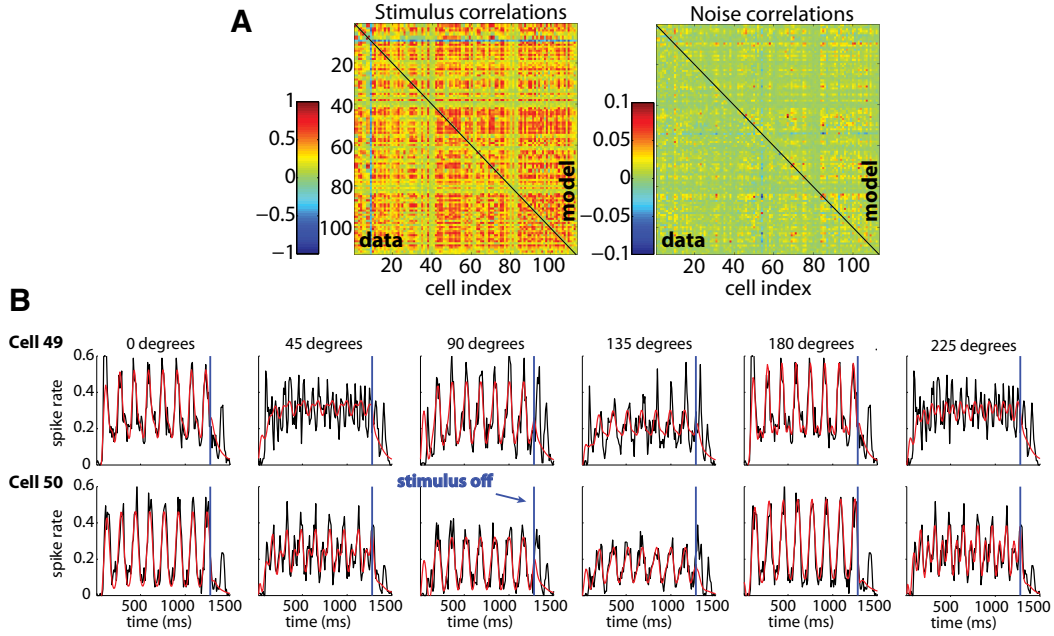 A
Stimulus correlations
Noise correlations
1
0.5
0
−0.5
−1
20
40
60
80
100
data
model
20 40 60 80 100
cell index
0.1
0.05
0
−0.05
−0.1
data
model
20 40 60 80 100
cell index
B
Cell 49
0 degrees
45 degrees
90 degrees
135 degrees
180 degrees
225 degrees
0.6
0.4
0.2
0
spike rate
Cell 50
stimulus off
0.6
0.4
0.2
0
spike rate
500 1000 1500
500 1000 1500
500 1000 1500
500 1000 1500
500 1000 1500
500 1000 1500
time (ms)
time (ms)
time (ms)
time (ms)
time (ms)
time (ms)